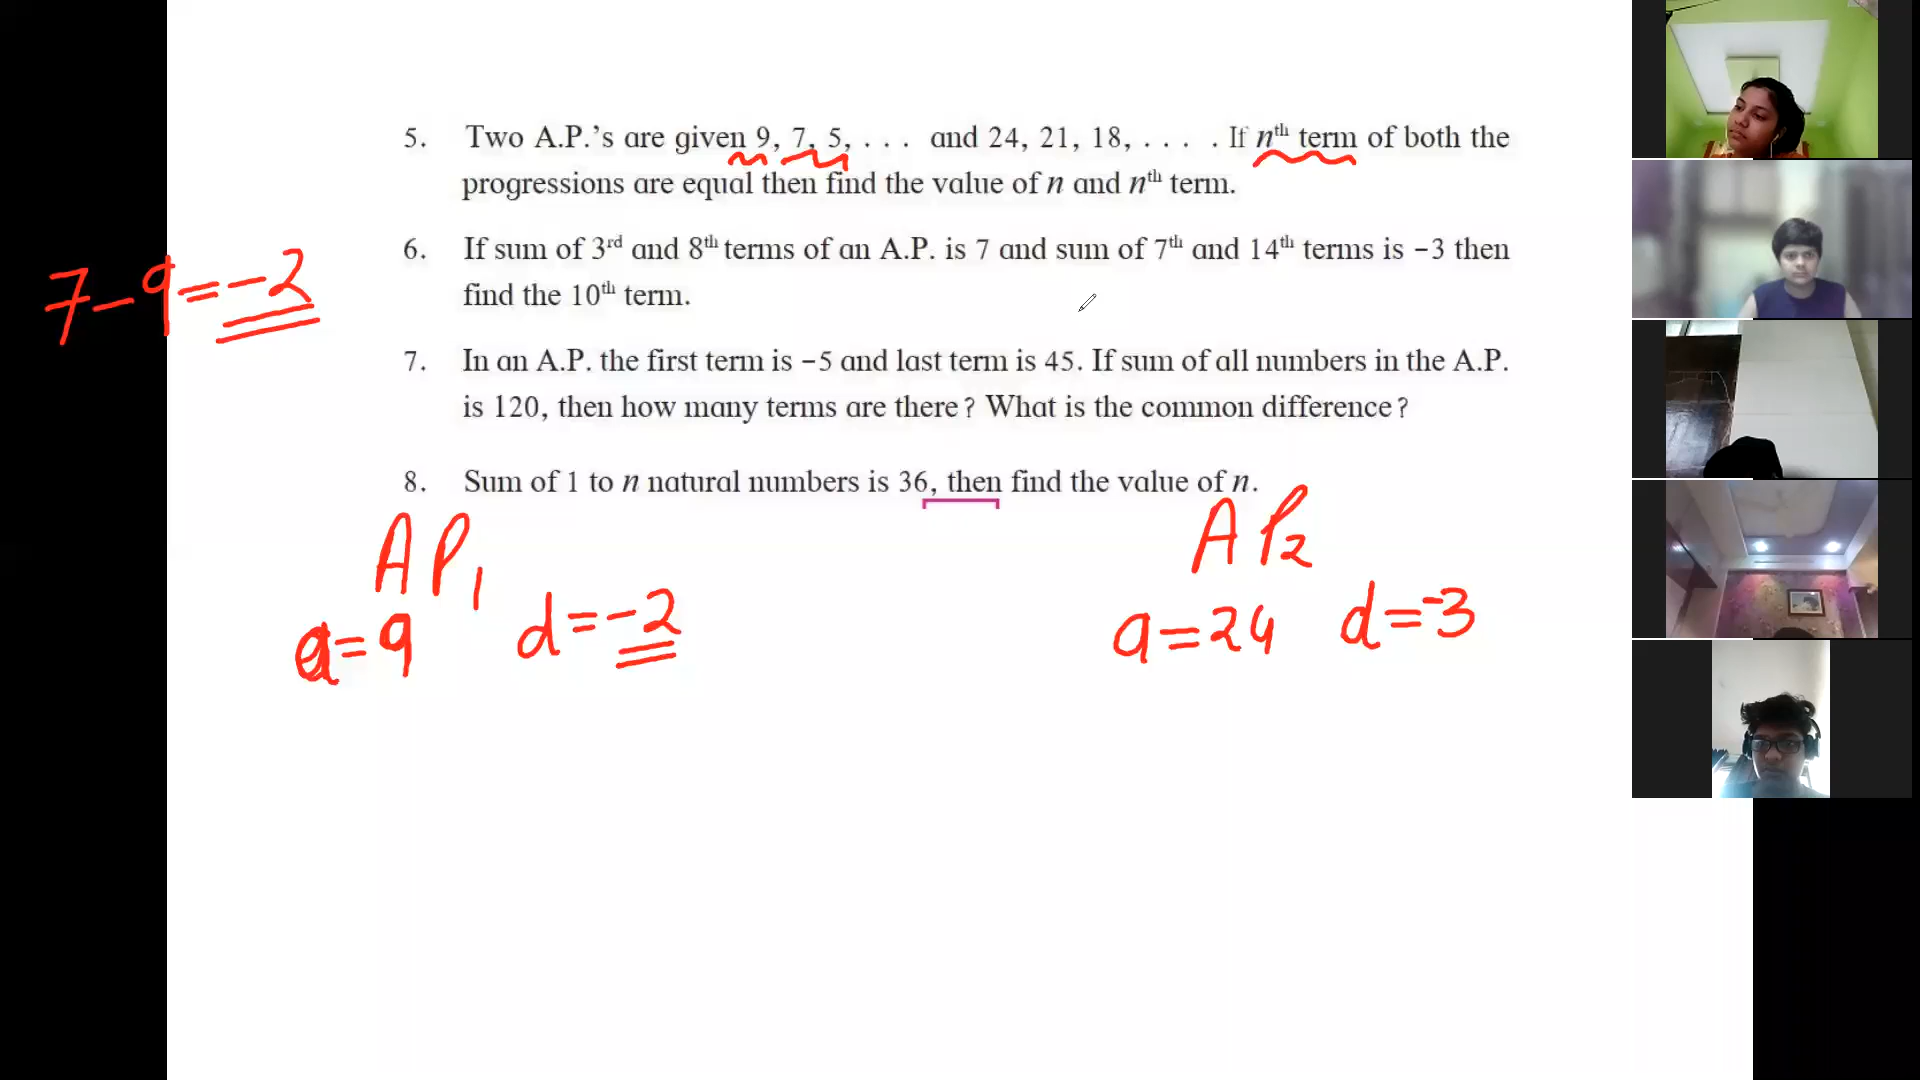 5. Two A.P.'s are given 9, 7, 5, . . . and 24, 21, 18, . . . . If nth term of both the
progressions are equal then find the value of n and nth term.
6. If sum of 3rd and 8th terms of an A.P. is 7 and sum of 7th and 14th terms is −3 then
find the 10th term.
7-9=-2
7. In an A.P. the first term is −5 and last term is 45. If sum of all numbers in the A.P.
is 120, then how many terms are there? What is the common difference?
8. Sum of 1 to n natural numbers is 36, then find the value of n.
AP1
AP2
a=9 d=-2
a=24 d=-3